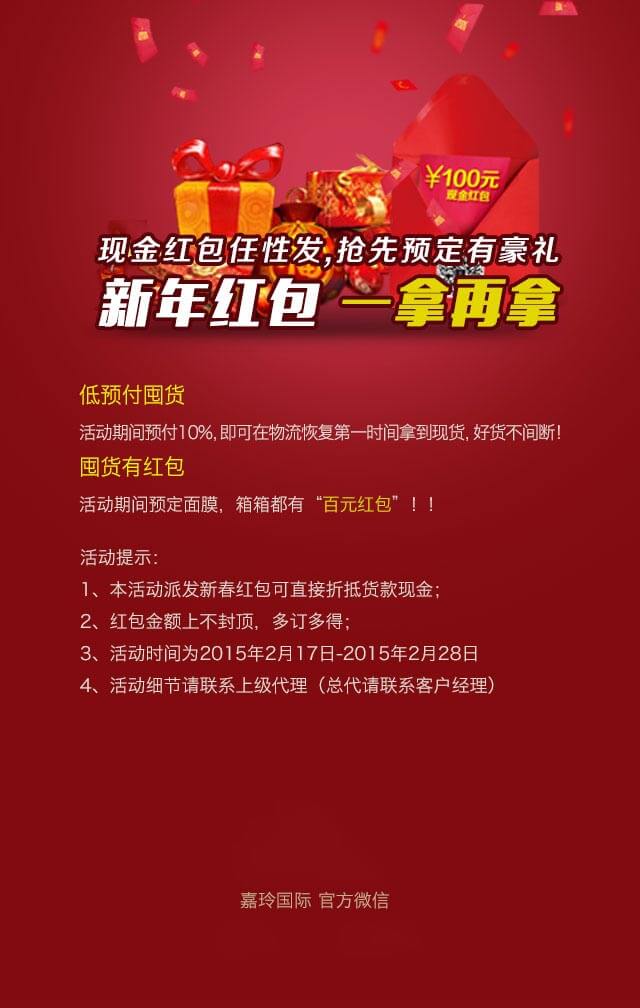 ¥100元
现金红包
现金红包任性发,抢先预定有豪礼
新年红包 一拿再拿
低预付囤货
活动期间预付10%, 即可在物流恢复第一时间拿到现货, 好货不间断!
囤货有红包
活动期间预定面膜，箱箱都有“百元红包”！！
活动提示：
1、本活动派发新春红包可直接折抵货款现金；
2、红包金额上不封顶，多订多得；
3、活动时间为2015年2月17日-2015年2月28日
4、活动细节请联系上级代理（总代请联系客户经理）
嘉玲国际 官方微信